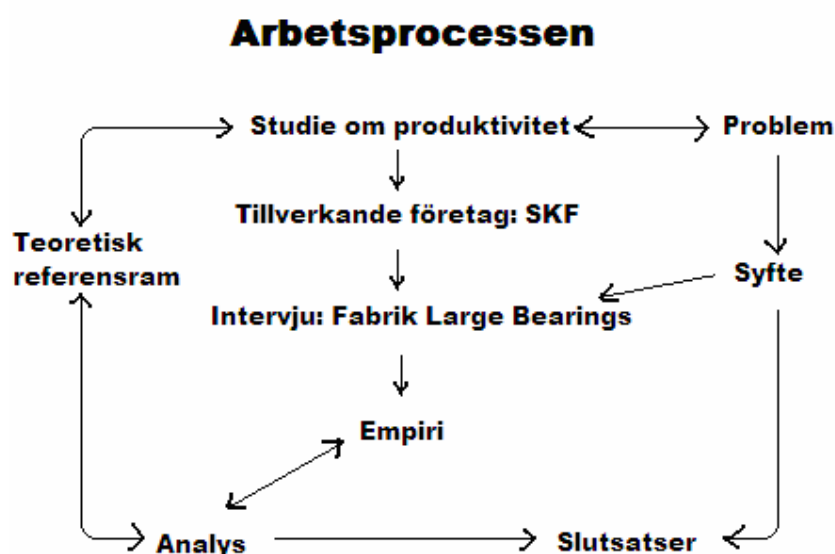 Arbetsprocessen
Studie om produktivitet
Problem
Tillverkande företag: SKF
Teoretisk
referensram
Syfte
Intervju: Fabrik Large Bearings
Empiri
Analys
Slutsatser